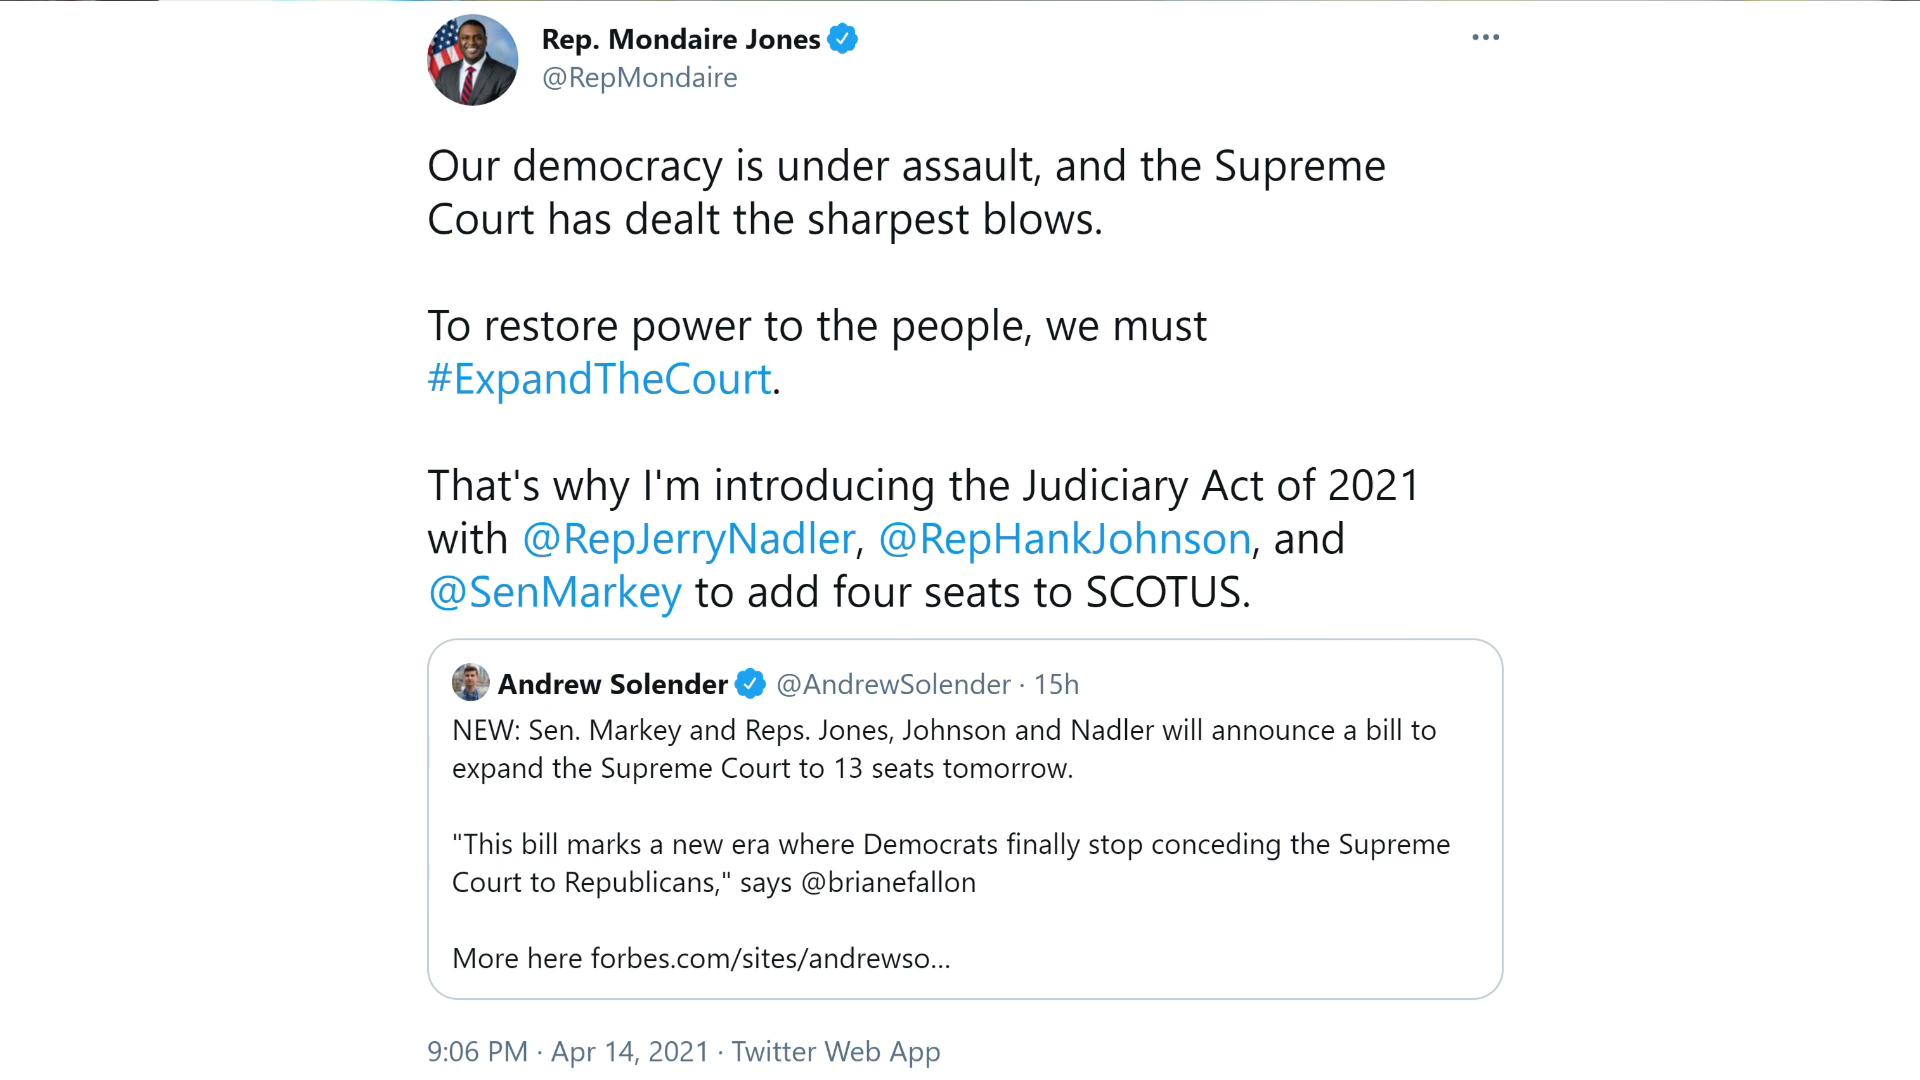 Rep. Mondaire Jones
@RepMondaire
Our democracy is under assault, and the Supreme
Court has dealt the sharpest blows.
To restore power to the people, we must
#ExpandTheCourt.
That's why I'm introducing the Judiciary Act of 2021
with @RepJerryNadler, @RepHankJohnson, and
@SenMarkey to add four seats to SCOTUS.
Andrew Solender @AndrewSolender · 15h
NEW: Sen. Markey and Reps. Jones, Johnson and Nadler will announce a bill to
expand the Supreme Court to 13 seats tomorrow.
"This bill marks a new era where Democrats finally stop conceding the Supreme
Court to Republicans," says @brianefallon
More here forbes.com/sites/andrewso...
9:06 PM · Apr 14, 2021 · Twitter Web App